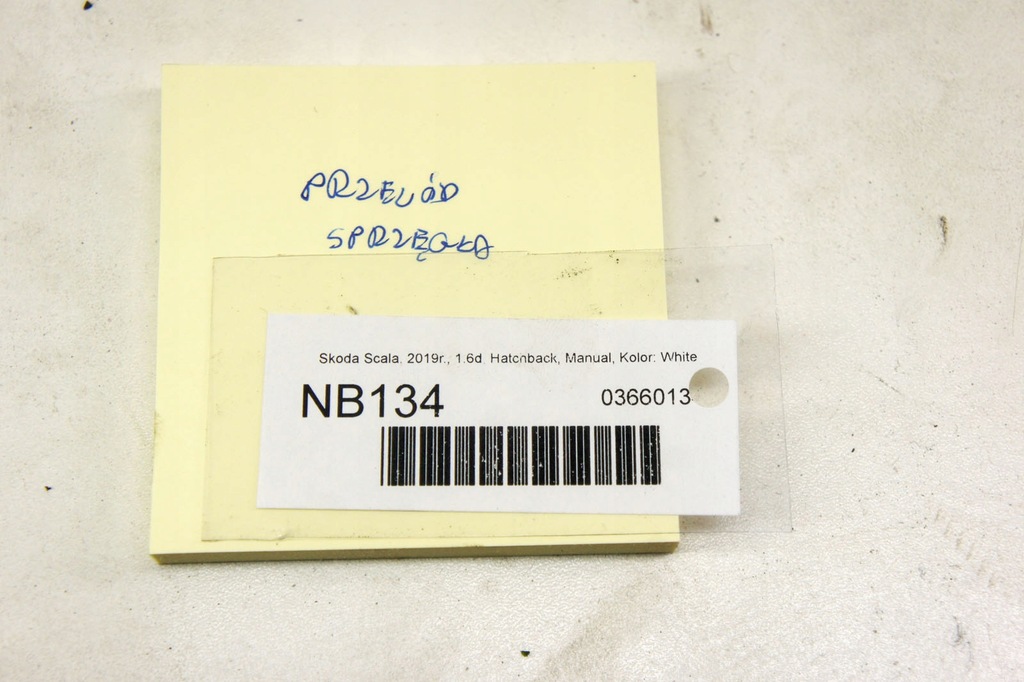 PRZEWÓD
SPRZĘGŁA
Skoda Scala, 2019r., 1.6d, Hatchback, Manual, Kolor: White
NB134
0366013